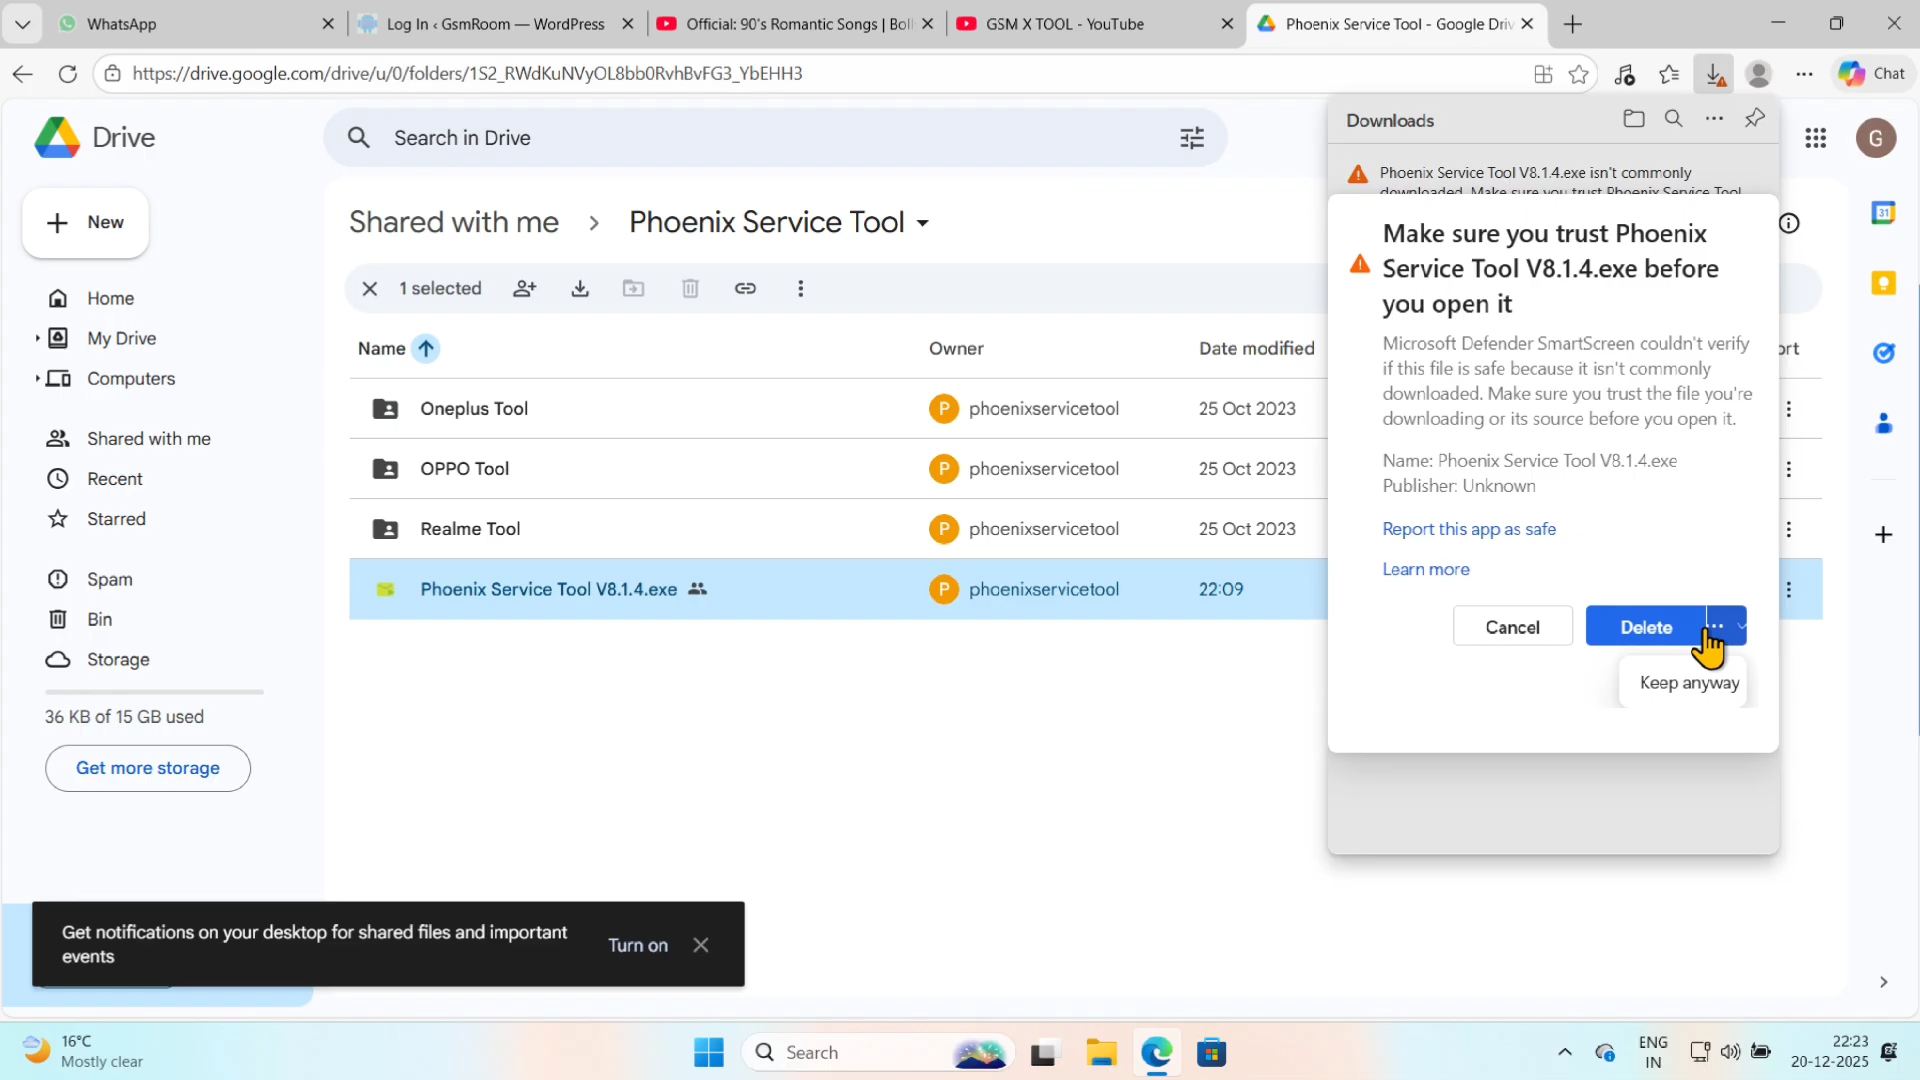 WhatsApp
Log In ‹ GsmRoom — WordPress
Official: 90's Romantic Songs | Boll
GSM X TOOL - YouTube
Phoenix Service Tool - Google Driv
https://drive.google.com/drive/u/0/folders/1S2_RWdKuNVyOL8bb0RvhBvFG3_YbEHH3
Chat
Drive
Search in Drive
Downloads
G
Phoenix Service Tool V8.1.4.exe isn't commonly
downloaded. Make sure you trust Phoenix Service Tool
New
Shared with me > Phoenix Service Tool
Make sure you trust Phoenix
Service Tool V8.1.4.exe before
you open it
31
1 selected
Home
My Drive
Computers
Name
Owner
Date modified
Microsoft Defender SmartScreen couldn't verify
if this file is safe because it isn't commonly
downloaded. Make sure you trust the file you're
downloading or its source before you open it.
ort
Oneplus Tool
P phoenixservicetool
25 Oct 2023
Shared with me
OPPO Tool
P phoenixservicetool
25 Oct 2023
Name: Phoenix Service Tool V8.1.4.exe
Publisher: Unknown
Recent
Starred
Realme Tool
P phoenixservicetool
25 Oct 2023
Report this app as safe
Learn more
Spam
Phoenix Service Tool V8.1.4.exe
P phoenixservicetool
22:09
Bin
Cancel
Delete
Keep anyway
Storage
36 KB of 15 GB used
Get more storage
Get notifications on your desktop for shared files and important
events
Turn on
16°C
Mostly clear
Search
ENG
IN
22:23
20-12-2025